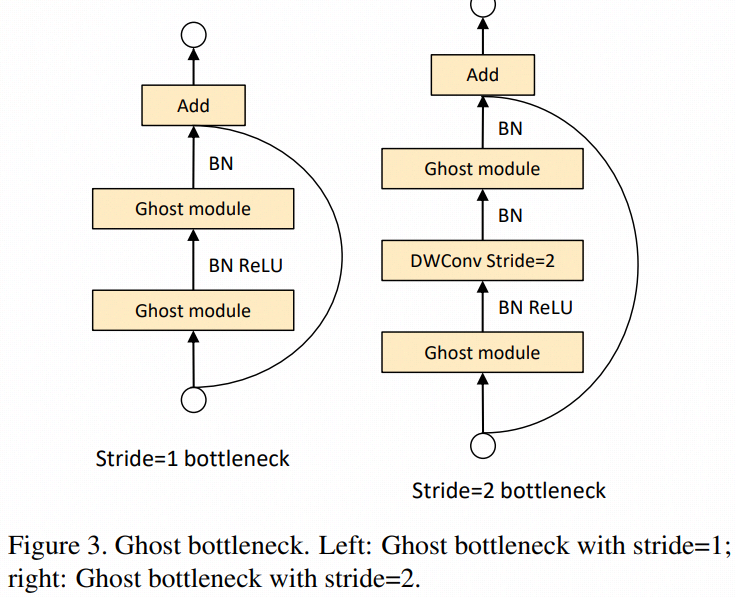 Add
BN
Ghost module
BN ReLU
Ghost module
Stride=1 bottleneck
Add
BN
Ghost module
BN
DWConv Stride=2
BN ReLU
Ghost module
Stride=2 bottleneck
Figure 3. Ghost bottleneck. Left: Ghost bottleneck with stride=1;
right: Ghost bottleneck with stride=2.